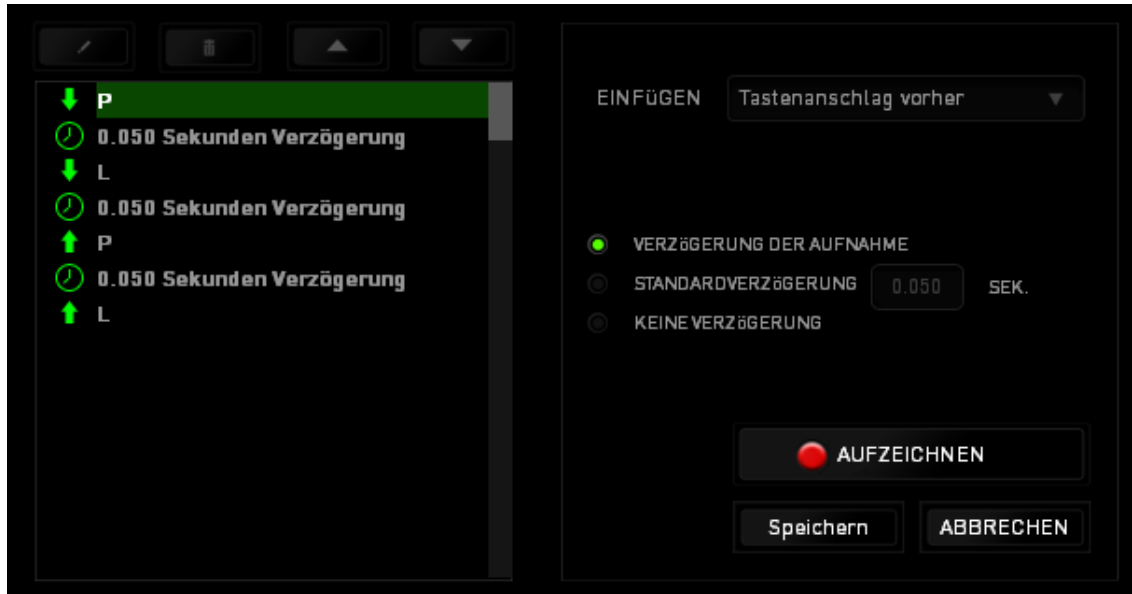 P
0.050 Sekunden Verzögerung
L
0.050 Sekunden Verzögerung
P
0.050 Sekunden Verzögerung
L
EINFüGEN Tastenanschlag vorher
VERZöGERUNG DER AUFNAHME
STANDARDVERZöGERUNG 0.050 SEK.
KEINE VERZöGERUNG
AUFZEICHNEN
Speichern ABBRECHEN